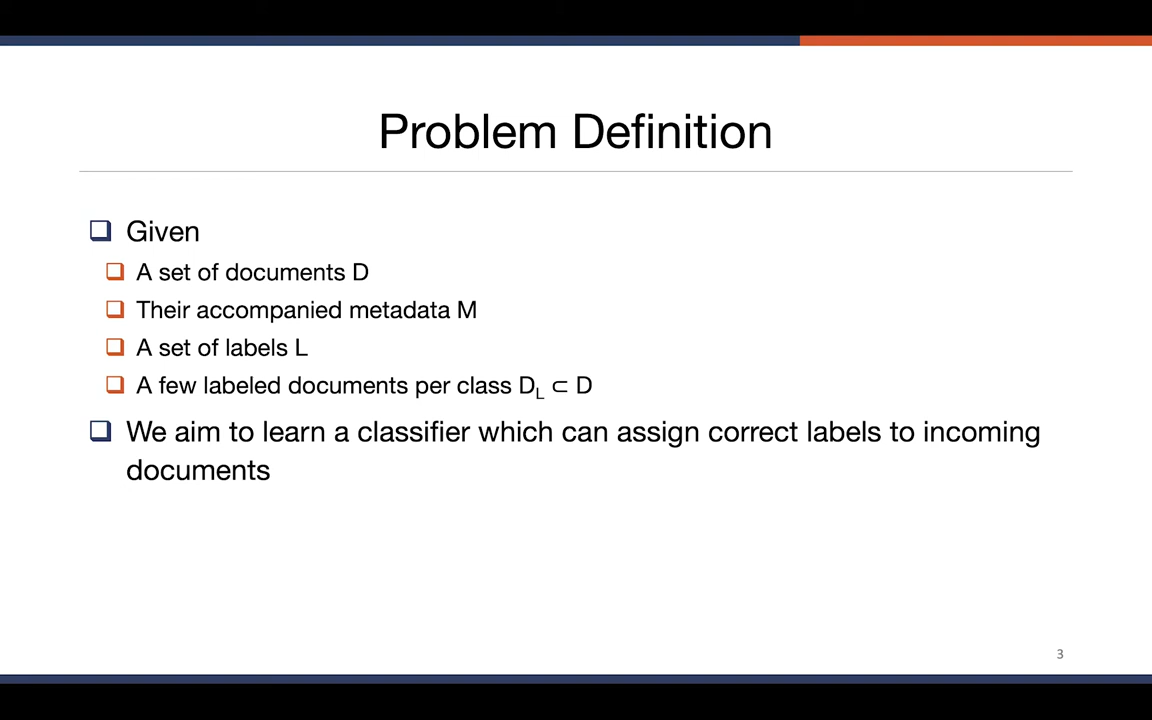 Problem Definition
❑ Given
❑ A set of documents D
❑ Their accompanied metadata M
❑ A set of labels L
❑ A few labeled documents per class D_L ⊂ D
❑ We aim to learn a classifier which can assign correct labels to incoming
documents
3